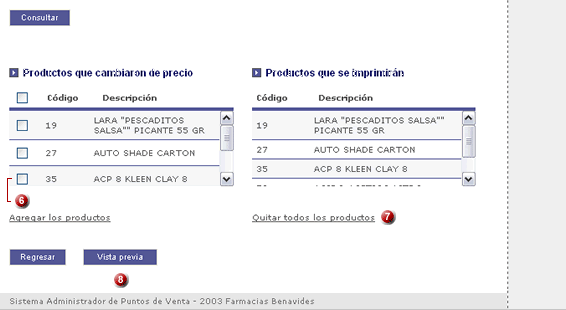 Consultar
Productos que cambiaron de precio
Código Descripción
19 LARA "PESCADITOS
SALSA"" PICANTE 55 GR
27 AUTO SHADE CARTON
35 ACP 8 KLEEN CLAY 8
6
Agregar los productos
Productos que se imprimirán
Código Descripción
19 LARA "PESCADITOS SALSA""
PICANTE 55 GR
27 AUTO SHADE CARTON
35 ACP 8 KLEEN CLAY 8
Quitar todos los productos 7
Regresar Vista previa
8
Sistema Administrador de Puntos de Venta - 2003 Farmacias Benavides